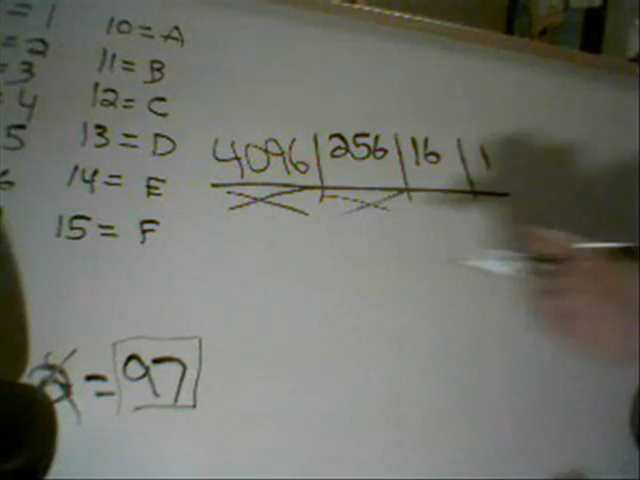 = 1
= 2
= 3
4
5
6
10 = A
11 = B
12 = C
13 = D
14 = E
15 = F
4096 | 256 | 16 | 1
= 97